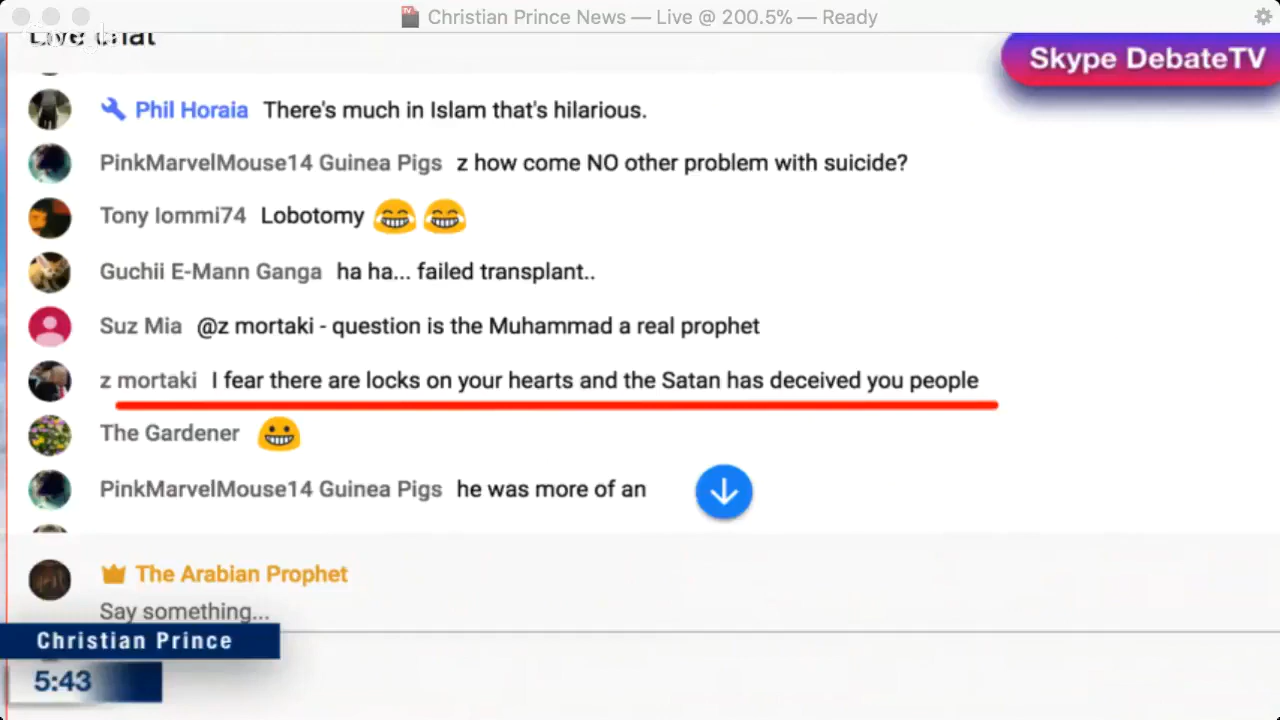 Christian Prince News — Live @ 200.5% — Ready
Live chat
Skype DebateTV
Phil Horaia There's much in Islam that's hilarious.
PinkMarvelMouse14 Guinea Pigs z how come NO other problem with suicide?
Tony Iommi74 Lobotomy 😂 😂
Guchii E-Mann Ganga ha ha... failed transplant..
Suz Mia @z mortaki - question is the Muhammad a real prophet
z mortaki I fear there are locks on your hearts and the Satan has deceived you people
The Gardener 😀
PinkMarvelMouse14 Guinea Pigs he was more of an
The Arabian Prophet
Say something...
Christian Prince
5:43